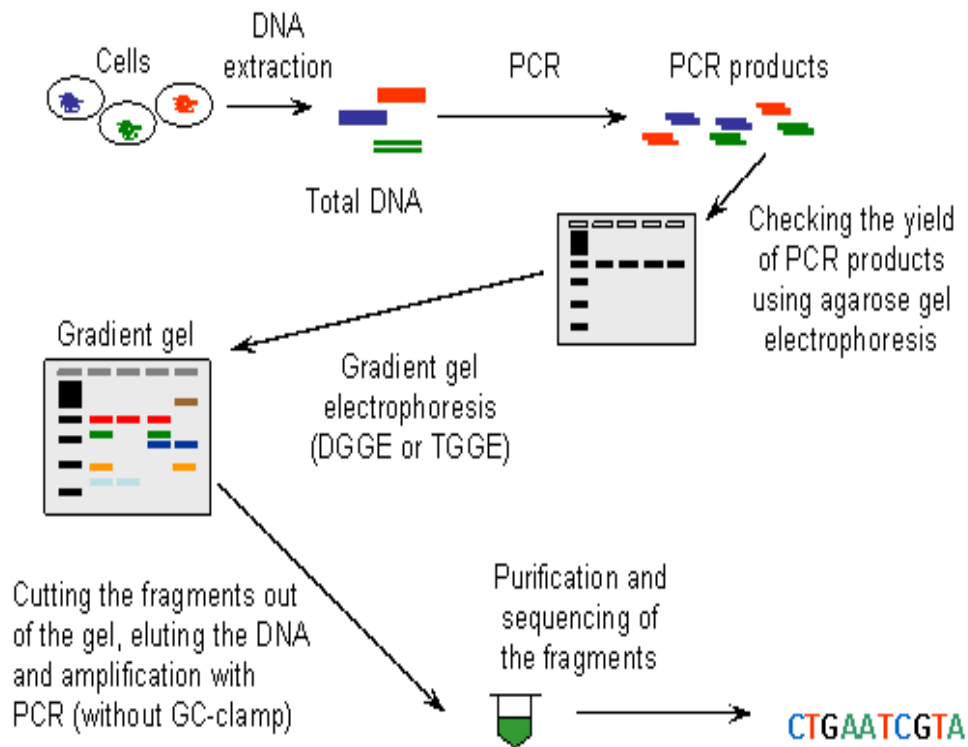 Cells
DNA
extraction
PCR
PCR products
Total DNA
Checking the yield
of PCR products
using agarose gel
electrophoresis
Gradient gel
Gradient gel
electrophoresis
(DGGE or TGGE)
Cutting the fragments out
of the gel, eluting the DNA
and amplification with
PCR (without GC-clamp)
Purification and
sequencing of
the fragments
CTGAATCGTA